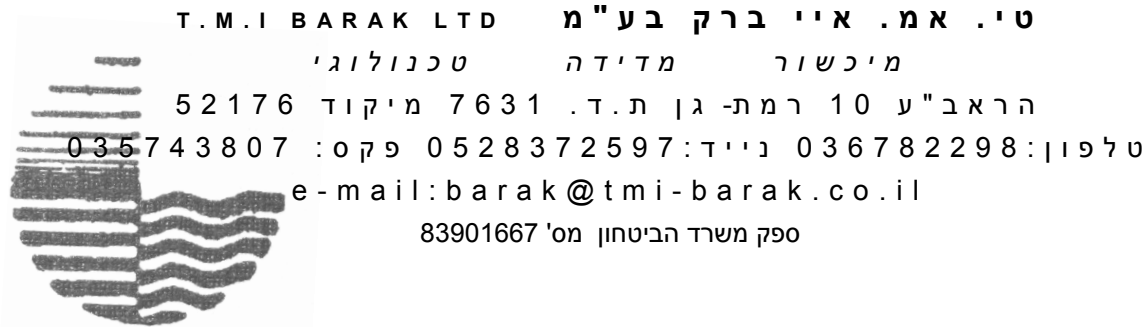 טי. אמ. איי ברק בע"מ T.M.I BARAK LTD
מיכשור מדידה טכנולוגי
הראב"ע 10 רמת- גן ת.ד. 7631 מיקוד 52176
טלפון:036782298 נייד:0528372597 פקס: 035743807
e-mail:barak@tmi-barak.co.il
ספק משרד הביטחון מס' 83901667